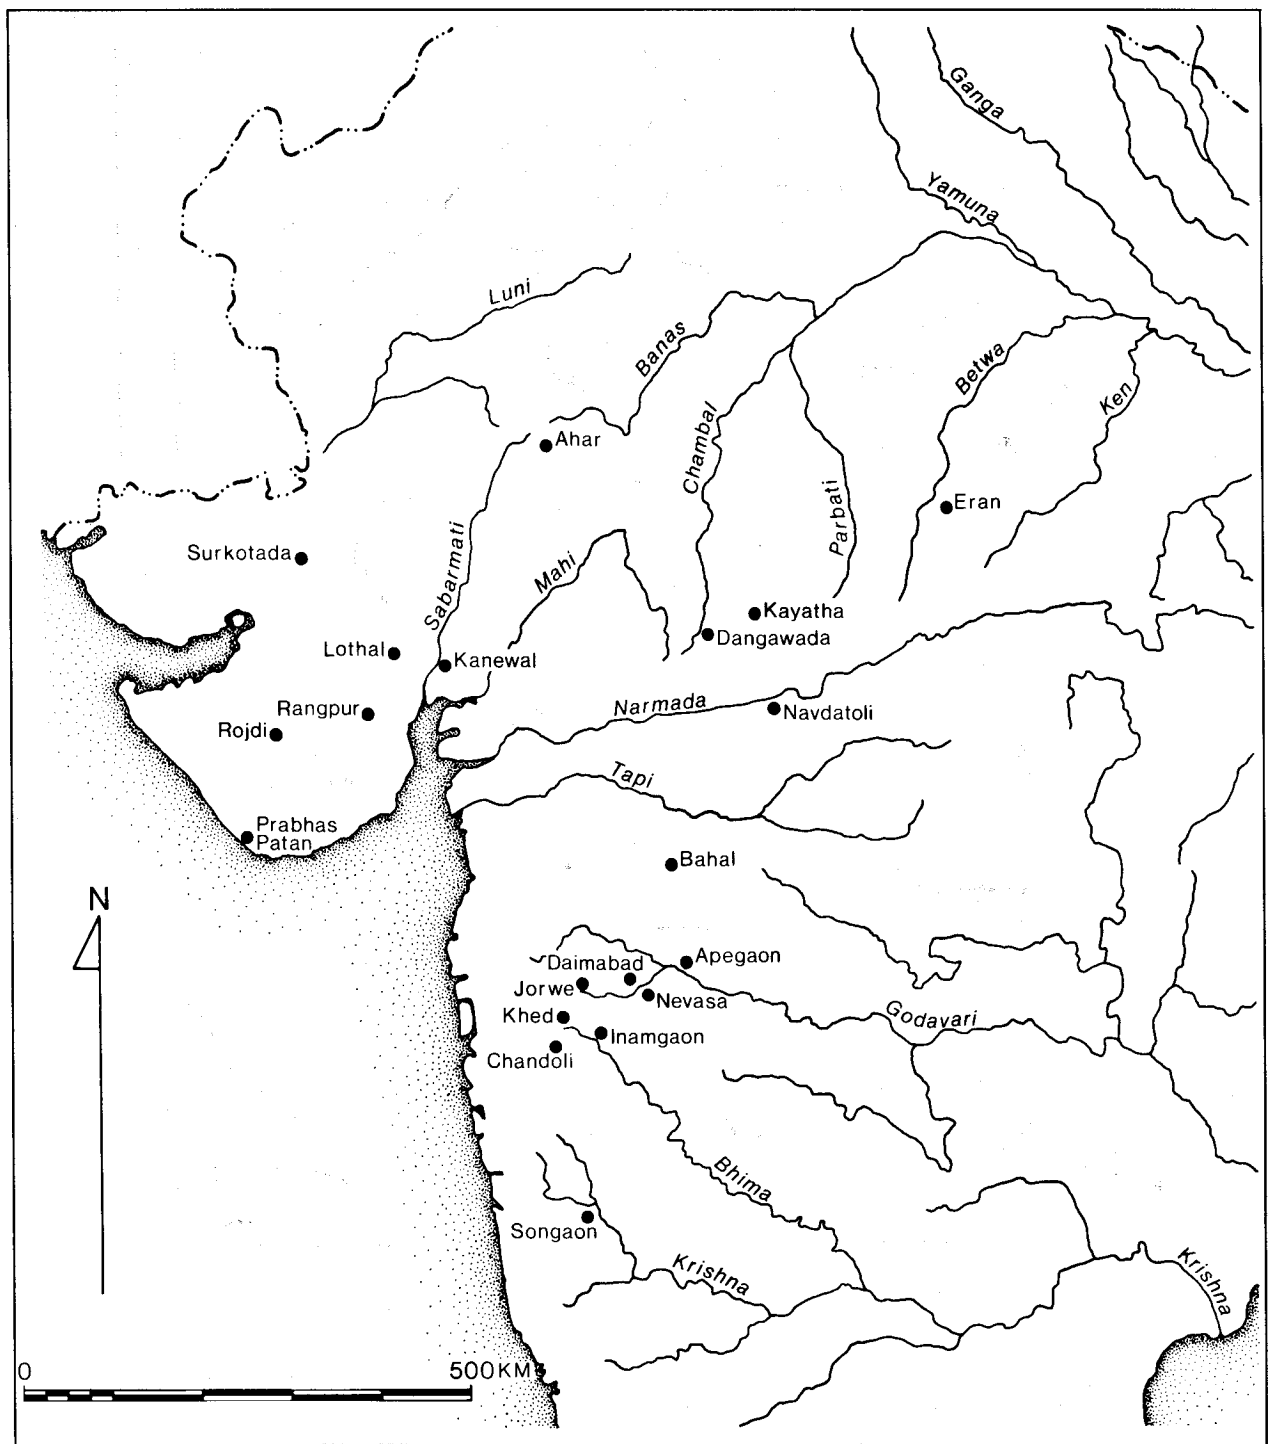 Ganga
Yamuna
Luni
Banas
Betwa
Ken
Chambal
Ahar
Parbati
Eran
Surkotada
Sabarmati
Mahi
Kayatha
Dangawada
Lothal
Kanewal
Rangpur
Narmada
Navdatoli
Rojdi
Tapi
Prabhas
Patan
Bahal
N
Daimabad
Apegaon
Jorwe
Nevasa
Khed
Godavari
Inamgaon
Chandoli
Bhima
Songaon
Krishna
Krishna
0
500KM